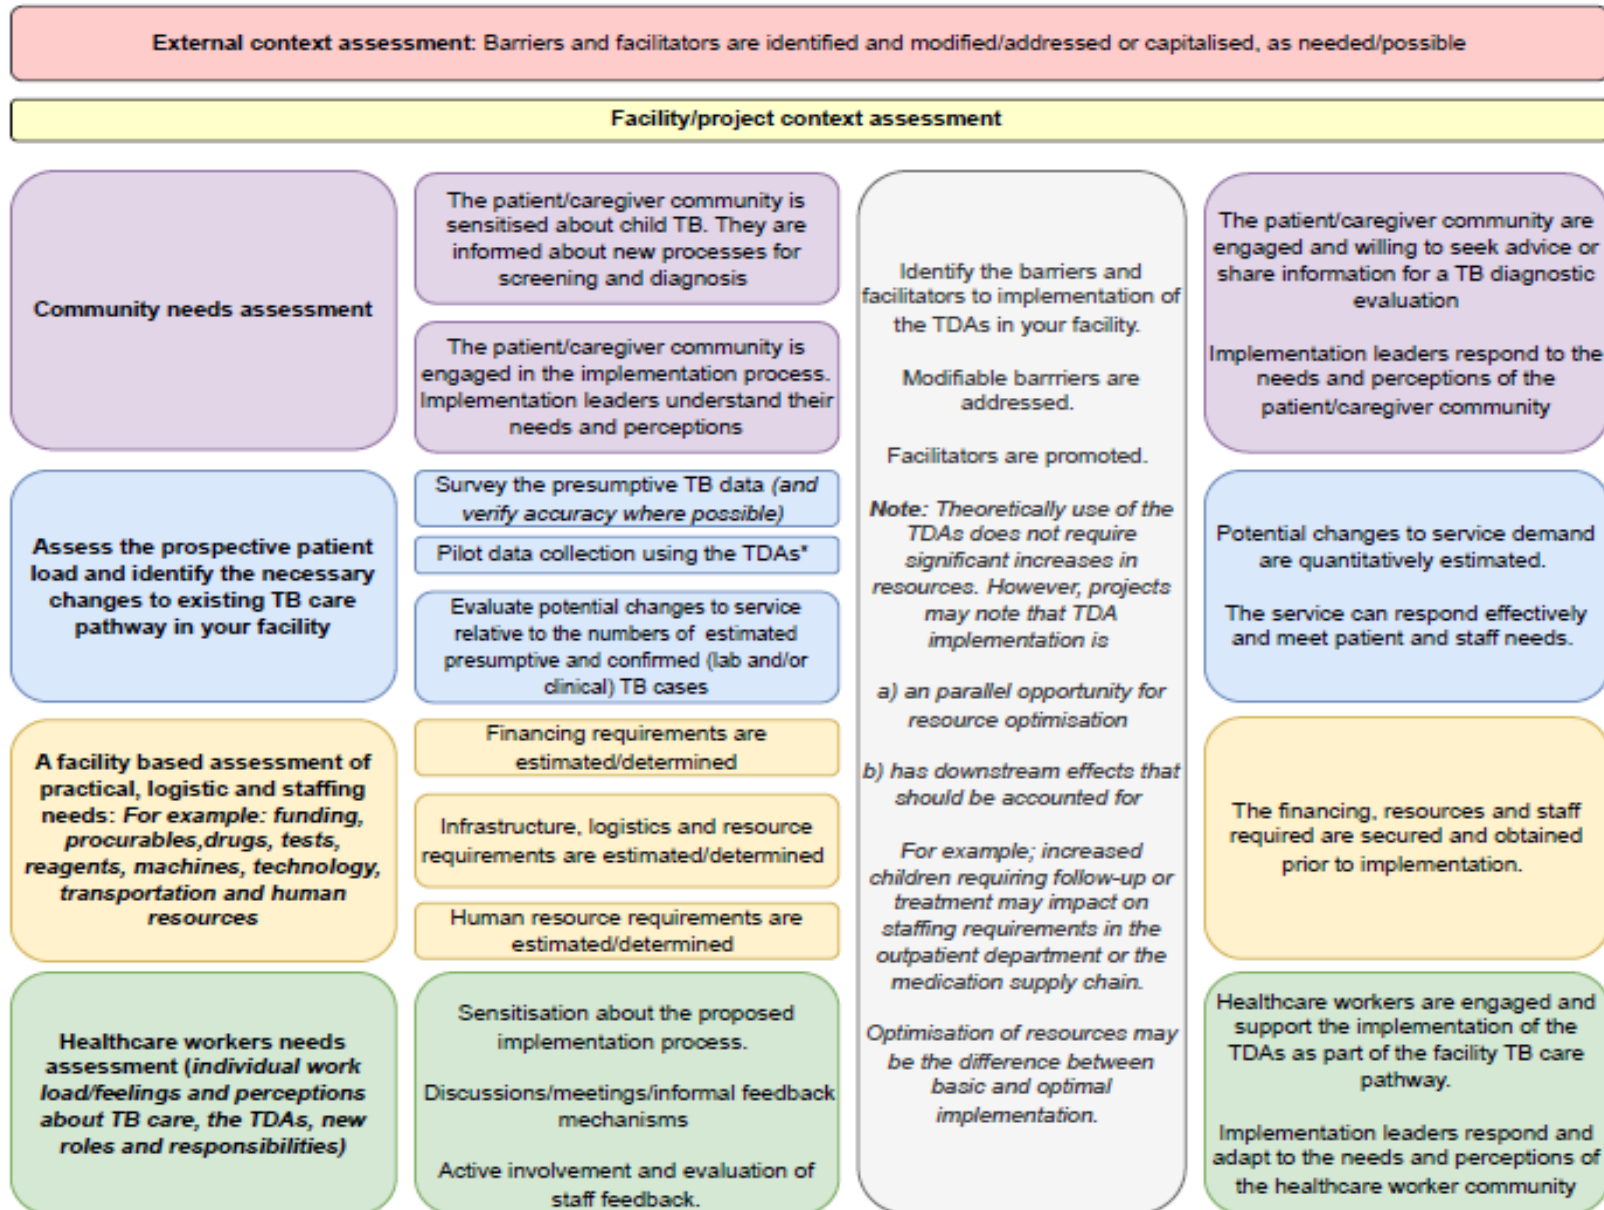 External context assessment: Barriers and facilitators are identified and modified/addressed or capitalised, as needed/possible
Facility/project context assessment
Community needs assessment
The patient/caregiver community is
sensitised about child TB. They are
informed about new processes for
screening and diagnosis
The patient/caregiver community is
engaged in the implementation process.
Implementation leaders understand their
needs and perceptions
Assess the prospective patient
load and identify the necessary
changes to existing TB care
pathway in your facility
Survey the presumptive TB data (and
verify accuracy where possible)
Pilot data collection using the TDAs*
Evaluate potential changes to service
relative to the numbers of estimated
presumptive and confirmed (lab and/or
clinical) TB cases
A facility based assessment of
practical, logistic and staffing
needs: For example: funding,
procurables,drugs, tests,
reagents, machines, technology,
transportation and human
resources
Financing requirements are
estimated/determined
Infrastructure, logistics and resource
requirements are estimated/determined
Human resource requirements are
estimated/determined
Healthcare workers needs
assessment (individual work
load/feelings and perceptions
about TB care, the TDAs, new
roles and responsibilities)
Sensitisation about the proposed
implementation process.
Discussions/meetings/informal feedback
mechanisms
Active involvement and evaluation of
staff feedback.
Identify the barriers and
facilitators to implementation of
the TDAs in your facility.
Modifiable barrriers are
addressed.
Facilitators are promoted.
Note: Theoretically use of the
TDAs does not require
significant increases in
resources. However, projects
may note that TDA
implementation is
a) an parallel opportunity for
resource optimisation
b) has downstream effects that
should be accounted for
For example; increased
children requiring follow-up or
treatment may impact on
staffing requirements in the
outpatient department or the
medication supply chain.
Optimisation of resources may
be the difference between
basic and optimal
implementation.
The patient/caregiver community are
engaged and willing to seek advice or
share information for a TB diagnostic
evaluation
Implementation leaders respond to the
needs and perceptions of the
patient/caregiver community
Potential changes to service demand
are quantitatively estimated.
The service can respond effectively
and meet patient and staff needs.
The financing, resources and staff
required are secured and obtained
prior to implementation.
Healthcare workers are engaged and
support the implementation of the
TDAs as part of the facility TB care
pathway.
Implementation leaders respond and
adapt to the needs and perceptions of
the healthcare worker community